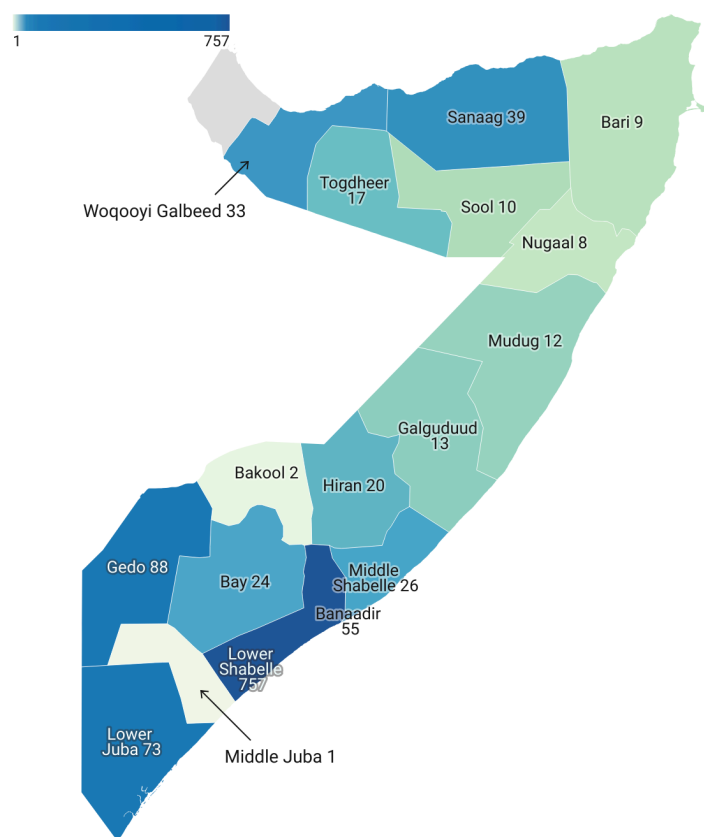 1 757
Sanaag 39
Bari 9
Togdheer
17
Woqooyi Galbeed 33
Sool 10
Nugaal 8
Mudug 12
Galguduud
13
Bakool 2
Hiran 20
Gedo 88
Bay 24
Middle
Shabelle 26
Banaadir
55
Lower
Shabelle
757
Lower
Juba 73
Middle Juba 1